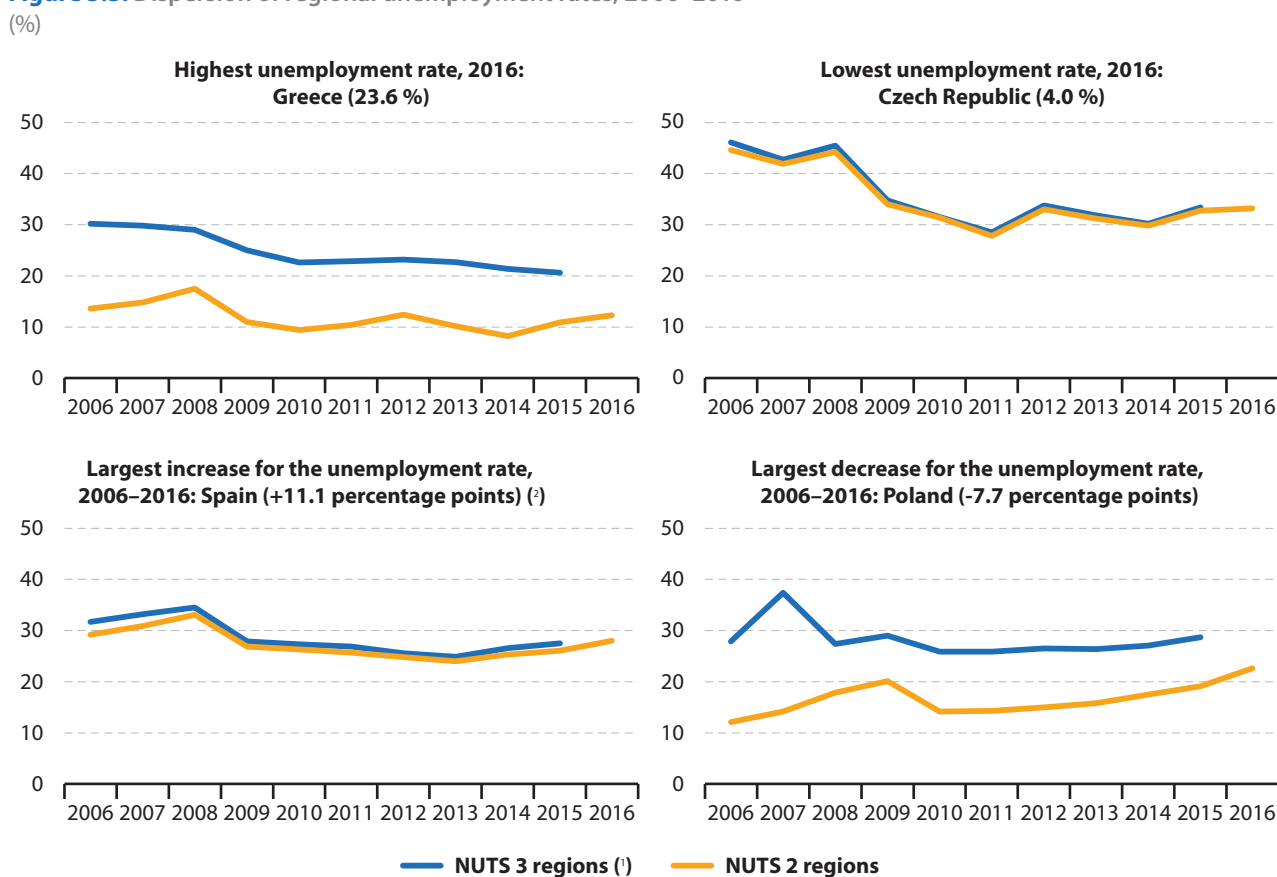 (%)
Highest unemployment rate, 2016:
Greece (23.6 %)
50
40
30
20
10
0
2006 2007 2008 2009 2010 2011 2012 2013 2014 2015 2016
Lowest unemployment rate, 2016:
Czech Republic (4.0 %)
50
40
30
20
10
0
2006 2007 2008 2009 2010 2011 2012 2013 2014 2015 2016
Largest increase for the unemployment rate,
2006–2016: Spain (+11.1 percentage points) (²)
50
40
30
20
10
0
2006 2007 2008 2009 2010 2011 2012 2013 2014 2015 2016
Largest decrease for the unemployment rate,
2006–2016: Poland (-7.7 percentage points)
50
40
30
20
10
0
2006 2007 2008 2009 2010 2011 2012 2013 2014 2015 2016
NUTS 3 regions (¹)
NUTS 2 regions